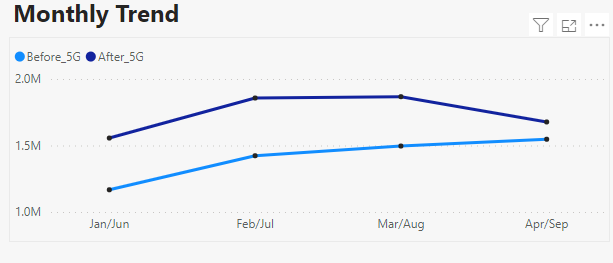 Monthly Trend
Before_5G After_5G
2.0M
1.5M
1.0M
Jan/Jun Feb/Jul Mar/Aug Apr/Sep